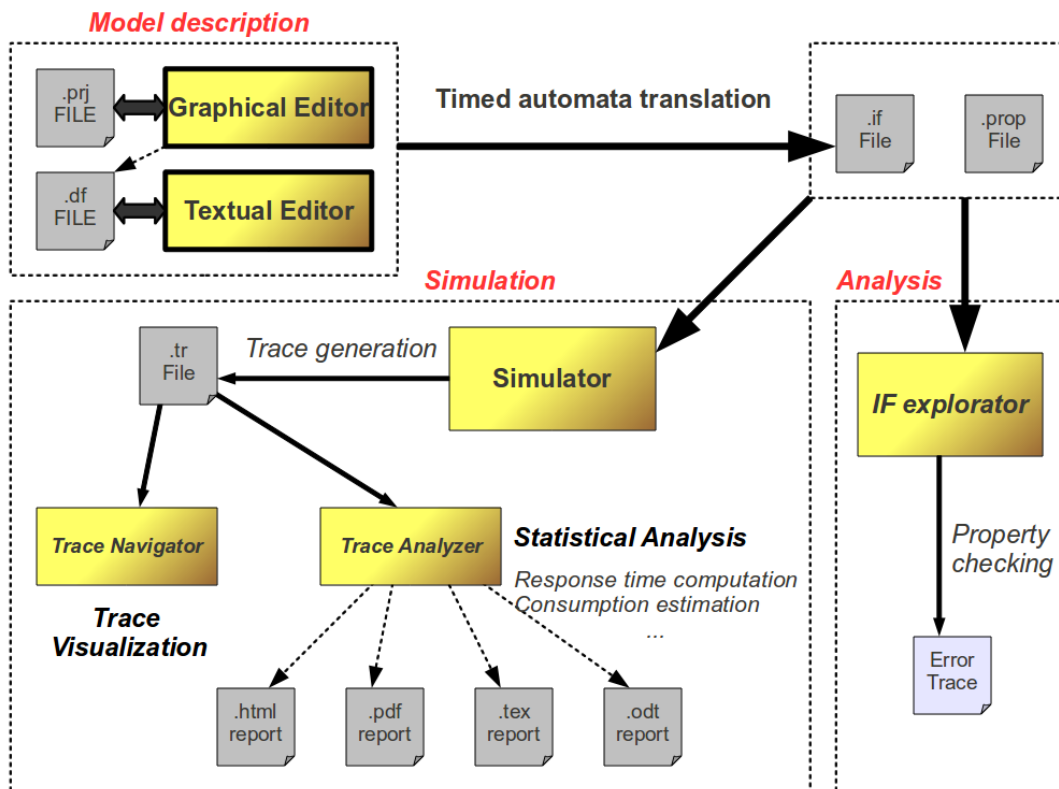 Model description
.prj
FILE
Graphical Editor
.df
FILE
Textual Editor
Timed automata translation
.if
File
.prop
File
Simulation
Analysis
.tr
File
Trace generation
Simulator
IF explorator
Trace Navigator
Trace Analyzer
Statistical Analysis
Response time computation
Consumption estimation
...
Trace
Visualization
Property
checking
.html
report
.pdf
report
.tex
report
.odt
report
Error
Trace